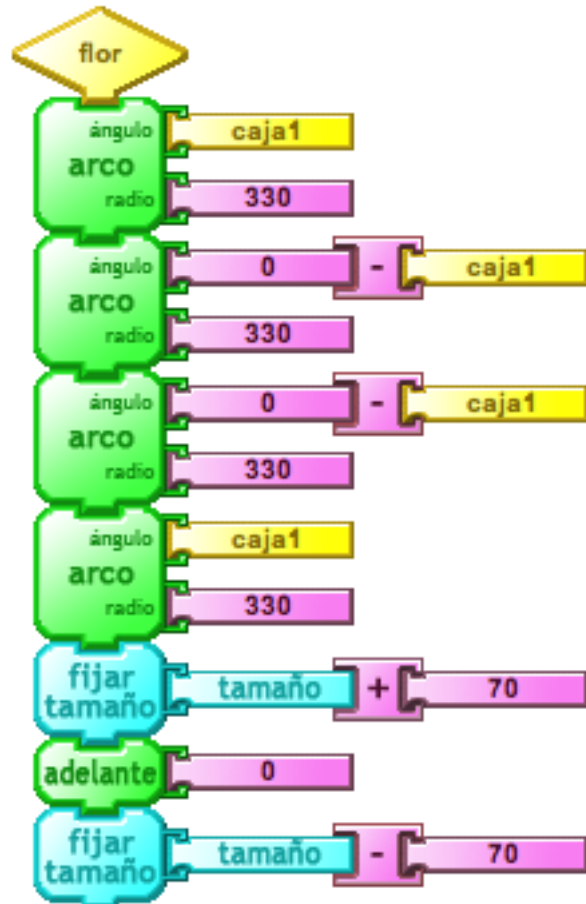 flor
ángulo caja1
arco
radio 330
ángulo 0 - caja1
arco
radio 330
ángulo 0 - caja1
arco
radio 330
ángulo caja1
arco
radio 330
fijar tamaño tamaño + 70
adelante 0
fijar tamaño tamaño - 70